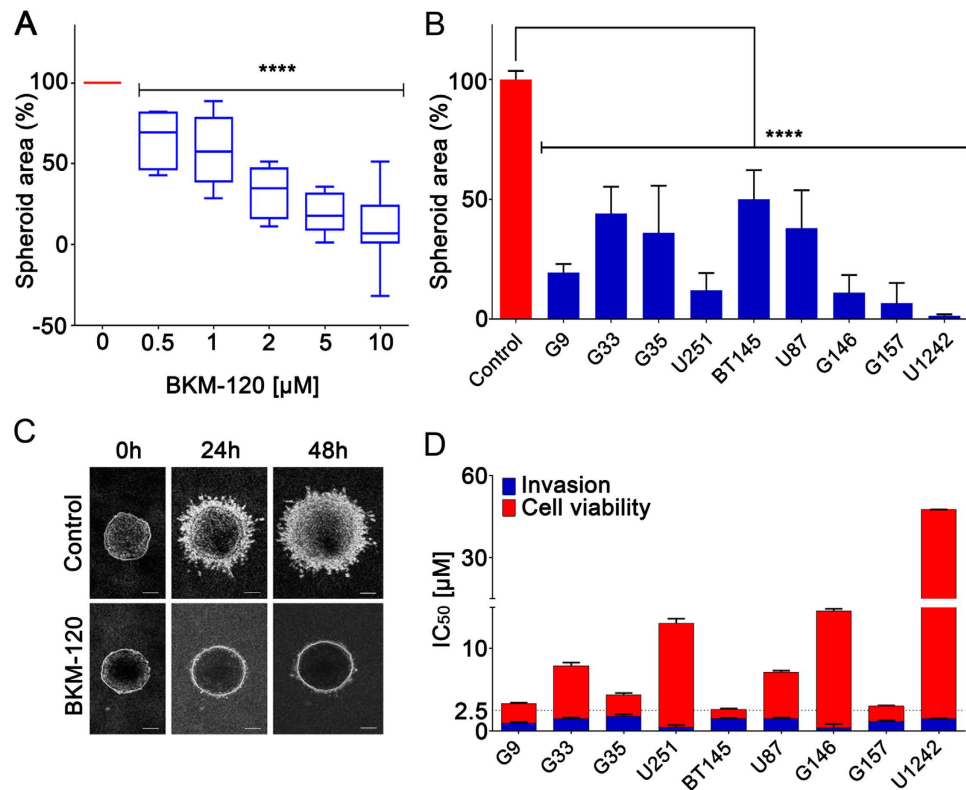 A
****
Spheroid area (%)
100
50
0
-50
0 0.5 1 2 5 10
BKM-120 [µM]
B
****
Spheroid area (%)
100
50
0
Control G9 G33 G35 U251 BT145 U87 G146 G157 U1242
C
0h 24h 48h
Control
BKM-120
D
Invasion
Cell viability
IC50 [µM]
60
30
10
2.5
0
G9 G33 G35 U251 BT145 U87 G146 G157 U1242